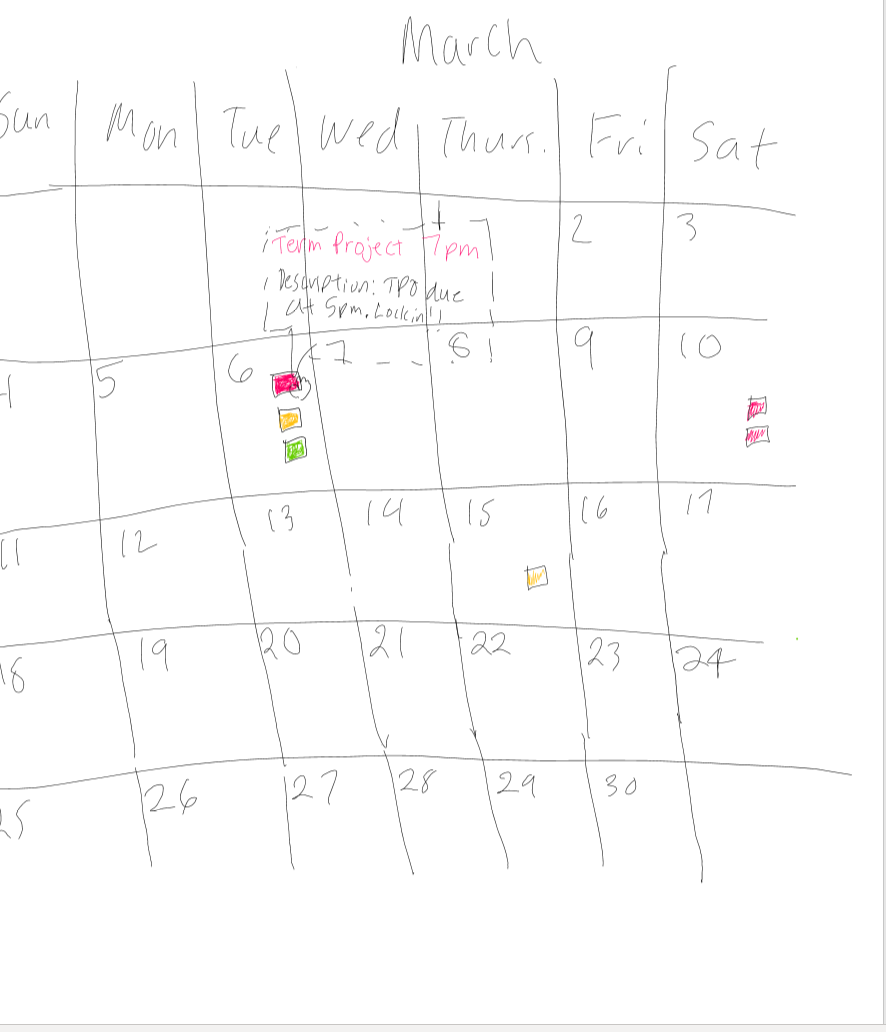 March
Sun Mon Tue Wed Thurs. Fri Sat
1 2 3
Term Project 7pm
Description: TP0 due
at 5pm. Lock in!!
4 5 6 7 8 9 10
11 12 13 14 15 16 17
18 19 20 21 22 23 24
25 26 27 28 29 30